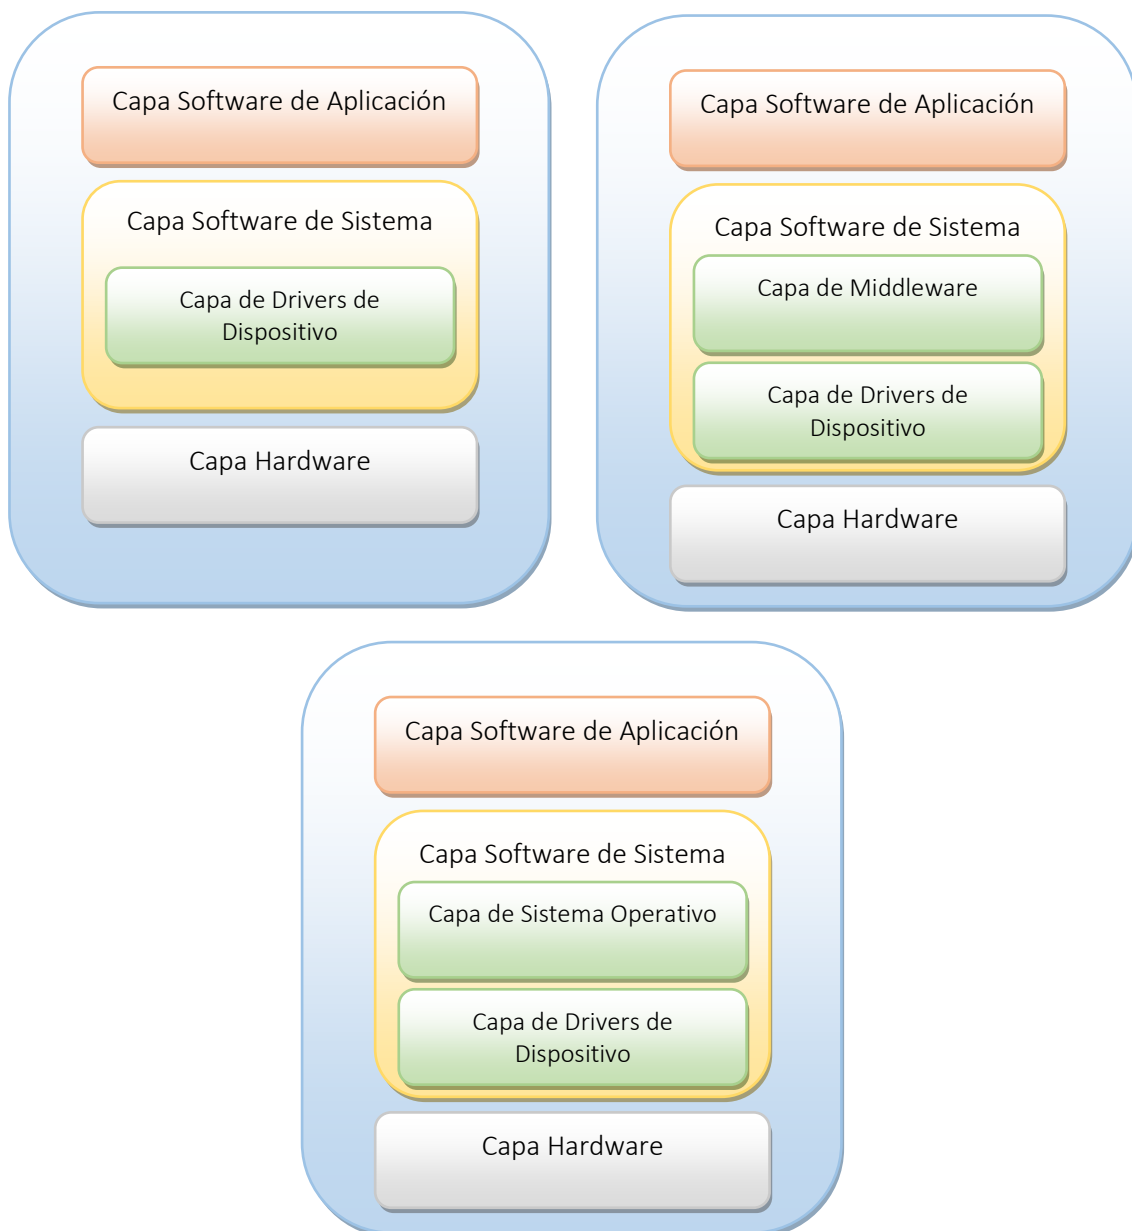 Capa Software de Aplicación
Capa Software de Sistema
Capa de Drivers de
Dispositivo
Capa Hardware
Capa Software de Aplicación
Capa Software de Sistema
Capa de Middleware
Capa de Drivers de
Dispositivo
Capa Hardware
Capa Software de Aplicación
Capa Software de Sistema
Capa de Sistema Operativo
Capa de Drivers de
Dispositivo
Capa Hardware